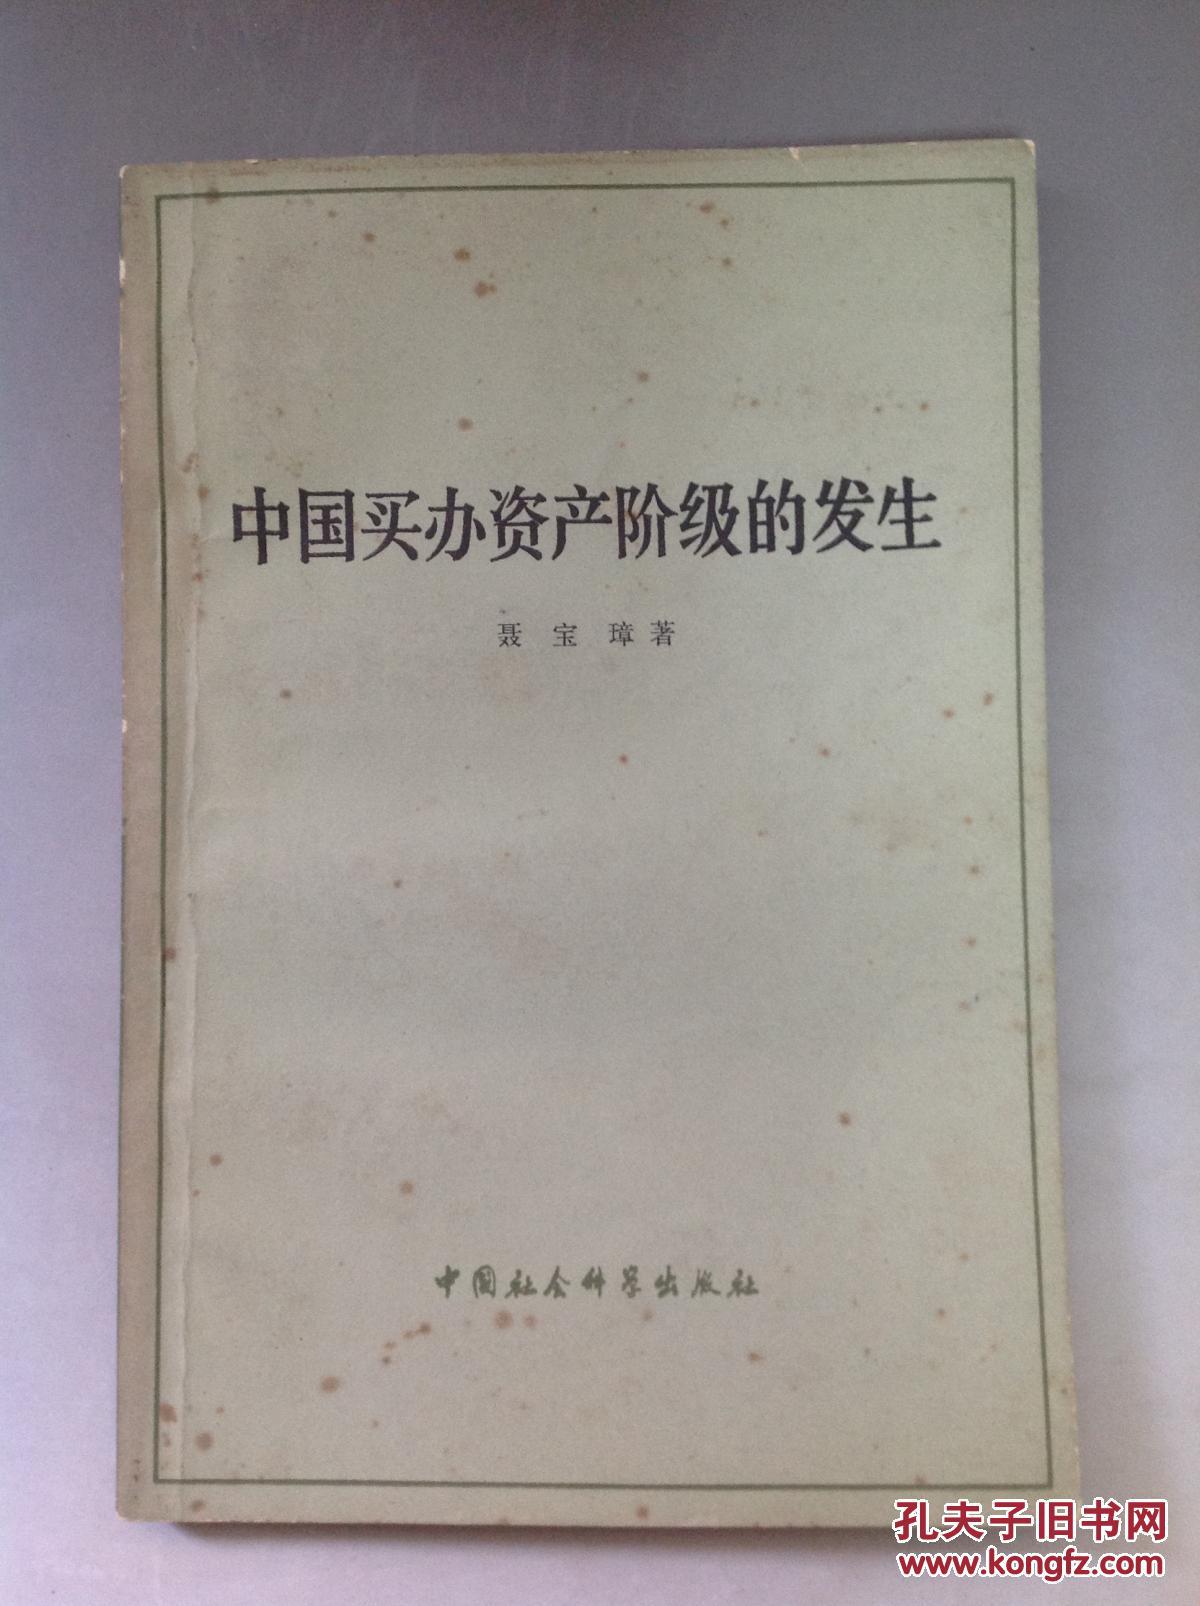 中国买办资产阶级的发生
聂 宝 璋 著
中国社会科学出版社
孔夫子旧书网
www.kongfz.com